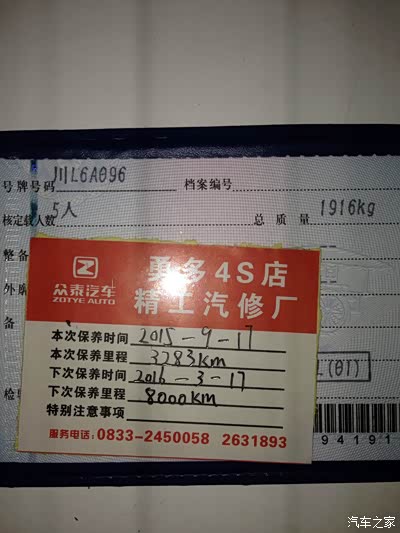 号牌号码 川L6A096 档案编号
核定载人数 5人 总质量 1916kg
整备
外廓
备
检验
L(01)
94191
众泰汽车
ZOTYE AUTO
勇多4S店
精工汽修厂
本次保养时间 2015-9-17
本次保养里程 3283km
下次保养时间 2016-3-17
下次保养里程 8000km
特别注意事项
服务电话:0833-2450058 2631893
汽车之家